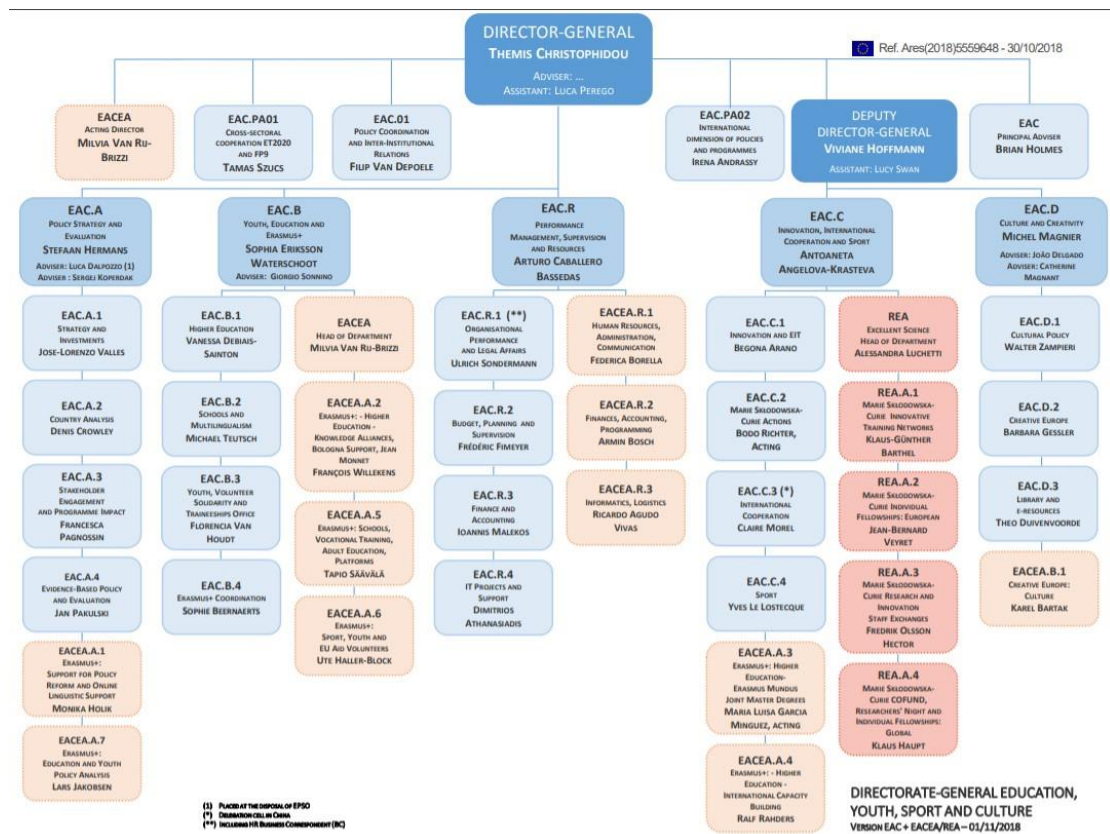 DIRECTOR-GENERAL
THEMIS CHRISTOPHIDOU
ADVISER: ...
ASSISTANT: LUCA PEREGO
Ref. Ares(2018)5559648 - 30/10/2018
EACEA
ACTING DIRECTOR
MILVIA VAN RIJ-
BRIZZI
EAC.PA01
CROSS-SECTORAL
COOPERATION ET2020
AND FP9
TAMAS SZUCS
EAC.01
POLICY COORDINATION
AND INTER-INSTITUTIONAL
RELATIONS
FILIP VAN DEPOELE
EAC.PA02
INTERNATIONAL
DIMENSION OF POLICIES
AND PROGRAMMES
IRENA ANDRASSY
DEPUTY
DIRECTOR-GENERAL
VIVIANE HOFFMANN
ASSISTANT: LUCY SWAN
EAC
PRINCIPAL ADVISER
BRIAN HOLMES
EAC.A
POLICY STRATEGY AND
EVALUATION
STEFAAN HERMANS
ADVISER: LUCA DALPOZZO (1)
ADVISER : SERGEJ KOPERDAK
EAC.B
YOUTH, EDUCATION AND
ERASMUS+
SOPHIA ERIKSSON
WATERSCHOOT
ADVISER: GIORGIO SONNINO
EAC.R
PERFORMANCE
MANAGEMENT, SUPERVISION
AND RESOURCES
ARTURO CABALLERO
BASSEDAS
EAC.C
INNOVATION, INTERNATIONAL
COOPERATION AND SPORT
ANTOANETA
ANGELOVA-KRASTEVA
EAC.D
CULTURE AND CREATIVITY
MICHEL MAGNIER
ADVISER: JOÃO DELGADO
ADVISER: CATHERINE
MAGNANT
EAC.A.1
STRATEGY AND
INVESTMENTS
JOSE-LORENZO VALLES
EAC.A.2
COUNTRY ANALYSIS
DENIS CROWLEY
EAC.A.3
STAKEHOLDER
ENGAGEMENT
AND PROGRAMME IMPACT
FRANCESCA
PAGNOSSIN
EAC.A.4
EVIDENCE-BASED POLICY
AND EVALUATION
JAN PAKULSKI
EACEA.A.1
ERASMUS+:
SUPPORT FOR POLICY
REFORM AND ONLINE
LINGUISTIC SUPPORT
MONIKA HOLIK
EACEA.A.7
ERASMUS+:
EDUCATION AND YOUTH
POLICY ANALYSIS
LARS JAKOBSEN
EAC.B.1
HIGHER EDUCATION
VANESSA DEBIAIS-
SAINTON
EAC.B.2
SCHOOLS AND
MULTILINGUALISM
MICHAEL TEUTSCH
EAC.B.3
YOUTH, VOLUNTEER
SOLIDARITY AND
TRAINEESHIPS OFFICE
FLORENCIA VAN
HOUDT
EAC.B.4
ERASMUS+ COORDINATION
SOPHIE BEERNAERTS
EACEA
HEAD OF DEPARTMENT
MILVIA VAN RIJ-BRIZZI
EACEA.A.2
ERASMUS+: - HIGHER
EDUCATION -
KNOWLEDGE ALLIANCES,
BOLOGNA SUPPORT, JEAN
MONNET
FRANÇOIS WILLEKENS
EACEA.A.5
ERASMUS+: SCHOOLS,
VOCATIONAL TRAINING,
ADULT EDUCATION,
PLATFORMS
TAPIO SÄÄVÄLÄ
EACEA.A.6
ERASMUS+:
SPORT, YOUTH AND
EU AID VOLUNTEERS
UTE HALLER-BLOCK
EAC.R.1 (**)
ORGANISATIONAL
PERFORMANCE
AND LEGAL AFFAIRS
ULRICH SONDERMANN
EAC.R.2
BUDGET, PLANNING AND
SUPERVISION
FRÉDÉRIC FIMEYER
EAC.R.3
FINANCE AND
ACCOUNTING
IOANNIS MALEKOS
EAC.R.4
IT PROJECTS AND
SUPPORT
DIMITRIOS
ATHANASIADIS
EACEA.R.1
HUMAN RESOURCES,
ADMINISTRATION,
COMMUNICATION
FEDERICA BORELLA
EACEA.R.2
FINANCES, ACCOUNTING,
PROGRAMMING
ARMIN BOSCH
EACEA.R.3
INFORMATICS, LOGISTICS
RICARDO AGUDO
VIVAS
EAC.C.1
INNOVATION AND EIT
BEGONA ARANO
EAC.C.2
MARIE SKŁODOWSKA-
CURIE ACTIONS
BODO RICHTER,
ACTING
EAC.C.3 (*)
INTERNATIONAL
COOPERATION
CLAIRE MOREL
EAC.C.4
SPORT
YVES LE LOSTECQUE
EACEA.A.3
ERASMUS+: HIGHER
EDUCATION-
ERASMUS MUNDUS
JOINT MASTER DEGREES
MARIA LUISA GARCIA
MINGUEZ, ACTING
EACEA.A.4
ERASMUS+: - HIGHER
EDUCATION -
INTERNATIONAL CAPACITY
BUILDING
RALF RAHDERS
REA
EXCELLENT SCIENCE
HEAD OF DEPARTMENT
ALESSANDRA LUCHETTI
REA.A.1
MARIE SKŁODOWSKA-
CURIE INNOVATIVE
TRAINING NETWORKS
KLAUS-GÜNTHER
BARTHEL
REA.A.2
MARIE SKŁODOWSKA-
CURIE INDIVIDUAL
FELLOWSHIPS: EUROPEAN
JEAN-BERNARD
VEYRET
REA.A.3
MARIE SKŁODOWSKA-
CURIE RESEARCH AND
INNOVATION
STAFF EXCHANGES
FREDRIK OLSSON
HECTOR
REA.A.4
MARIE SKŁODOWSKA-
CURIE COFUND,
RESEARCHERS' NIGHT AND
INDIVIDUAL FELLOWSHIPS:
GLOBAL
KLAUS HAUPT
EAC.D.1
CULTURAL POLICY
WALTER ZAMPIERI
EAC.D.2
CREATIVE EUROPE
BARBARA GESSLER
EAC.D.3
LIBRARY AND
E-RESOURCES
THEO DUIVENVOORDE
EACEA.B.1
CREATIVE EUROPE:
CULTURE
KAREL BARTAK
(1) PLACED AT THE DISPOSAL OF EPSO
(*) DELEGATION CELL IN CHINA
(**) INCLUDING HR BUSINESS CORRESPONDENT (BC)
DIRECTORATE-GENERAL EDUCATION,
YOUTH, SPORT AND CULTURE
VERSION EAC + EACEA/REA – 01/11/2018